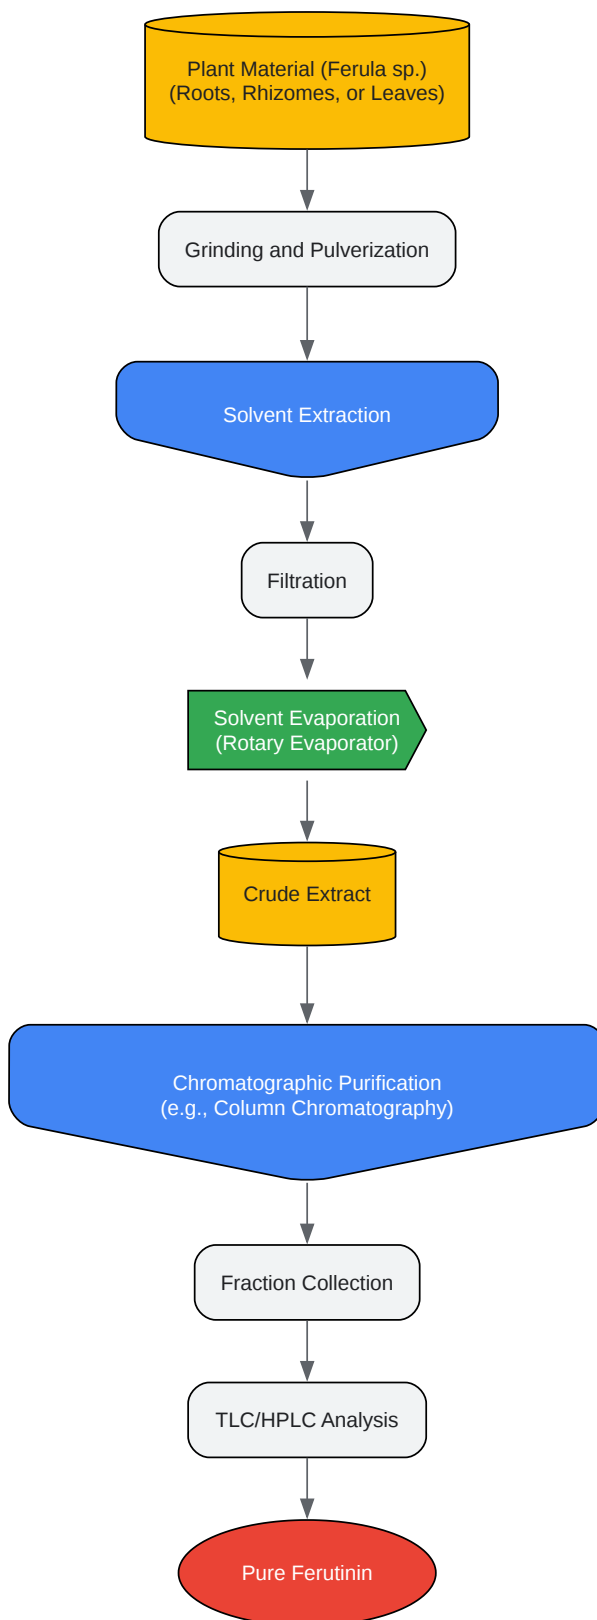 Plant Material (Ferula sp.)
(Roots, Rhizomes, or Leaves)
Grinding and Pulverization
Solvent Extraction
Filtration
Solvent Evaporation
(Rotary Evaporator)
Crude Extract
Chromatographic Purification
(e.g., Column Chromatography)
Fraction Collection
TLC/HPLC Analysis
Pure Ferutinin